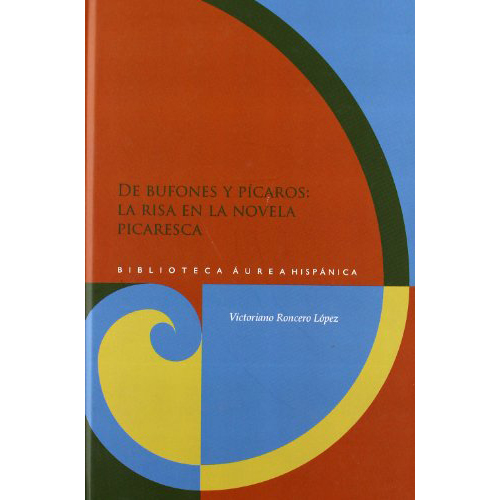 DE BUFONES Y PÍCAROS:
LA RISA EN LA NOVELA
PICARESCA
BIBLIOTECA ÁUREA HISPÁNICA
Victoriano Roncero López